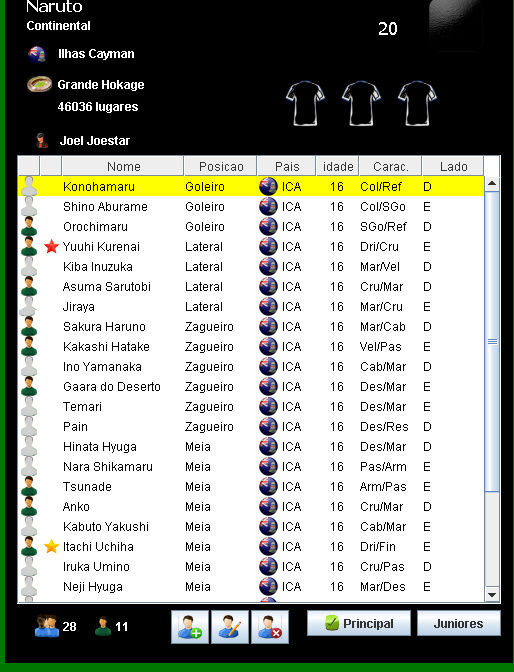 Naruto
Continental
20
Ilhas Cayman
Grande Hokage
46036 lugares
Joel Joestar
Nome Posicao Pais idade Carac. Lado
Konohamaru Goleiro ICA 16 Col/Ref D
Shino Aburame Goleiro ICA 16 Col/SGo E
Orochimaru Goleiro ICA 16 SGo/Ref D
Yuuhi Kurenai Lateral ICA 16 Dri/Cru E
Kiba Inuzuka Lateral ICA 16 Mar/Vel D
Asuma Sarutobi Lateral ICA 16 Cru/Mar D
Jiraya Lateral ICA 16 Mar/Cru E
Sakura Haruno Zagueiro ICA 16 Mar/Cab D
Kakashi Hatake Zagueiro ICA 16 Vel/Pas E
Ino Yamanaka Zagueiro ICA 16 Cab/Mar D
Gaara do Deserto Zagueiro ICA 16 Des/Mar E
Temari Zagueiro ICA 16 Des/Mar E
Pain Zagueiro ICA 16 Des/Res D
Hinata Hyuga Meia ICA 16 Des/Mar D
Nara Shikamaru Meia ICA 16 Pas/Arm E
Tsunade Meia ICA 16 Arm/Pas E
Anko Meia ICA 16 Cru/Mar D
Kabuto Yakushi Meia ICA 16 Cab/Mar E
Itachi Uchiha Meia ICA 16 Dri/Fin E
Iruka Umino Meia ICA 16 Cru/Pas D
Neji Hyuga Meia ICA 16 Mar/Des E
28 11 Principal Juniores